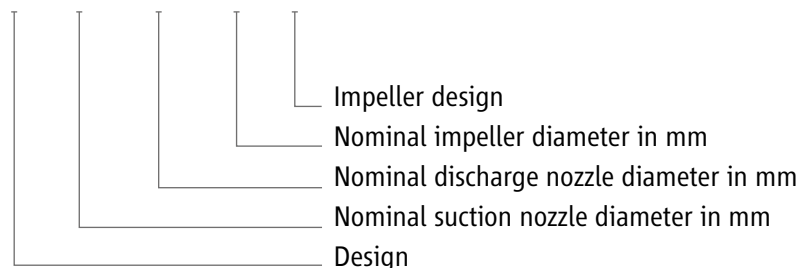 Impeller design
Nominal impeller diameter in mm
Nominal discharge nozzle diameter in mm
Nominal suction nozzle diameter in mm
Design